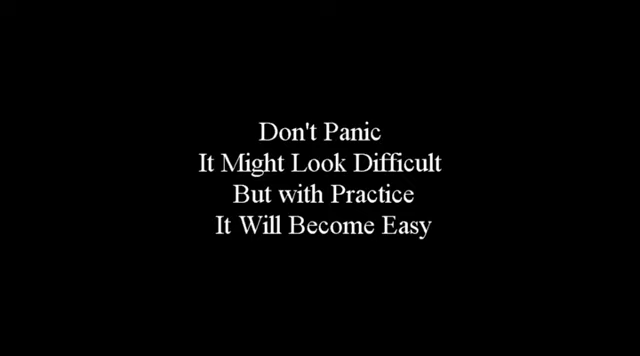 Don't Panic
It Might Look Difficult
But with Practice
It Will Become Easy